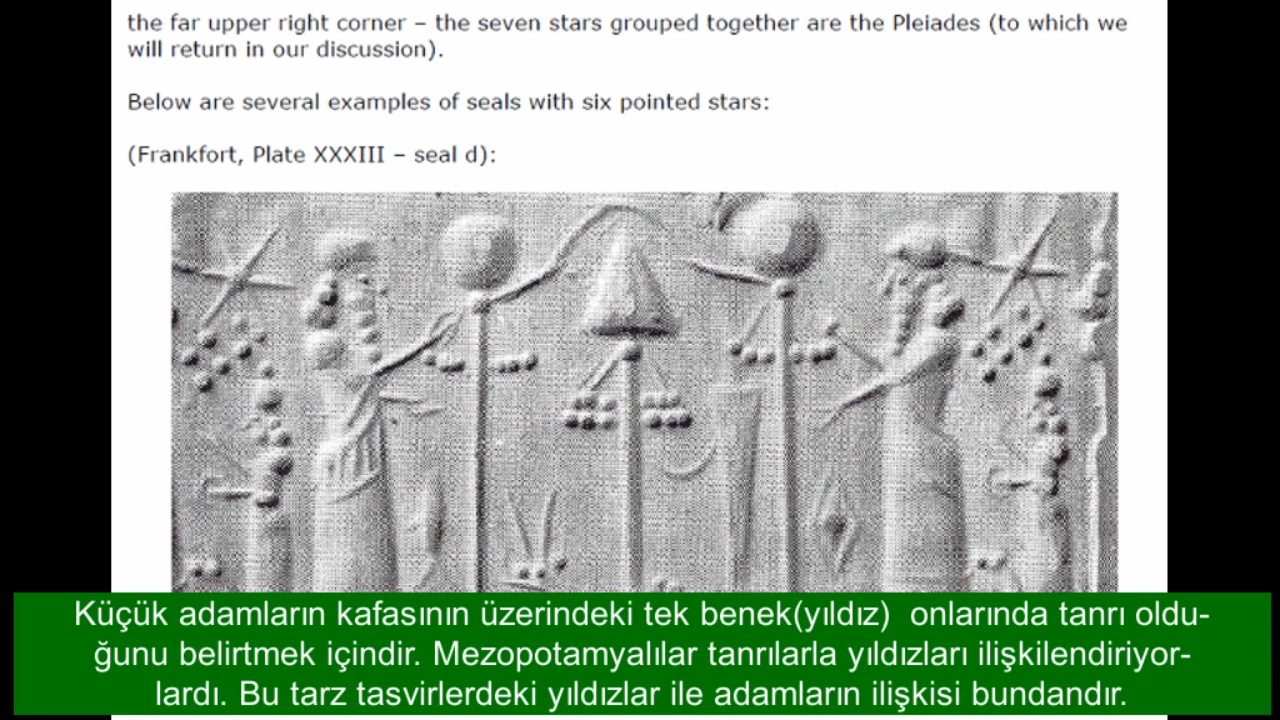 the far upper right corner – the seven stars grouped together are the Pleiades (to which we
will return in our discussion).
Below are several examples of seals with six pointed stars:
(Frankfort, Plate XXXIII – seal d):
Küçük adamların kafasının üzerindeki tek benek(yıldız)  onlarında tanrı oldu-
ğunu belirtmek içindir. Mezopotamyalılar tanrılarla yıldızları ilişkilendiriyor-
lardı. Bu tarz tasvirlerdeki yıldızlar ile adamların ilişkisi bundandır.